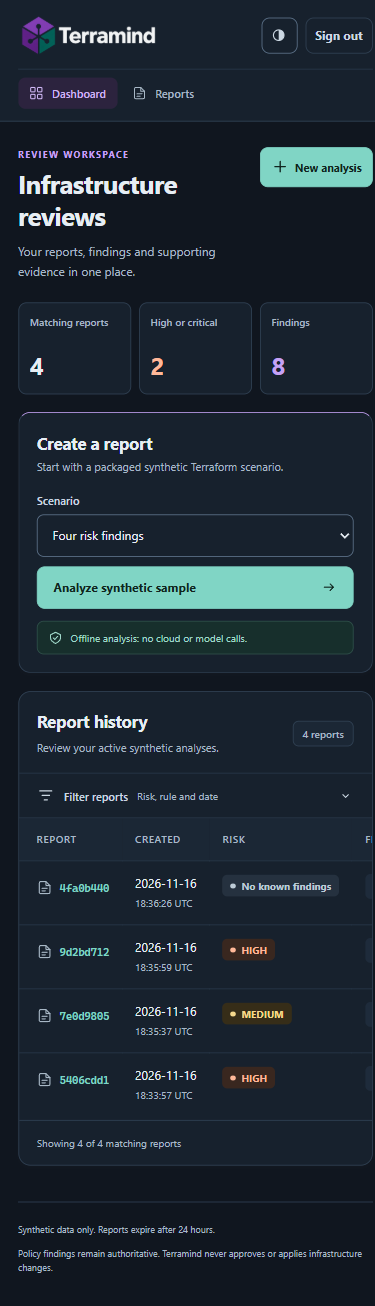 Terramind
Sign out
Dashboard
Reports
REVIEW WORKSPACE
Infrastructure
reviews
New analysis
Your reports, findings and supporting
evidence in one place.
Matching reports
4
High or critical
2
Findings
8
Create a report
Start with a packaged synthetic Terraform scenario.
Scenario
Four risk findings
Analyze synthetic sample
Offline analysis: no cloud or model calls.
Report history
Review your active synthetic analyses.
4 reports
Filter reports Risk, rule and date
REPORT CREATED RISK
4fa0b440 2026-11-16 No known findings
18:36:26 UTC
9d2bd712 2026-11-16 HIGH
18:35:59 UTC
7e0d9805 2026-11-16 MEDIUM
18:35:37 UTC
5406cdd1 2026-11-16 HIGH
18:33:57 UTC
Showing 4 of 4 matching reports
Synthetic data only. Reports expire after 24 hours.
Policy findings remain authoritative. Terramind never approves or applies infrastructure
changes.